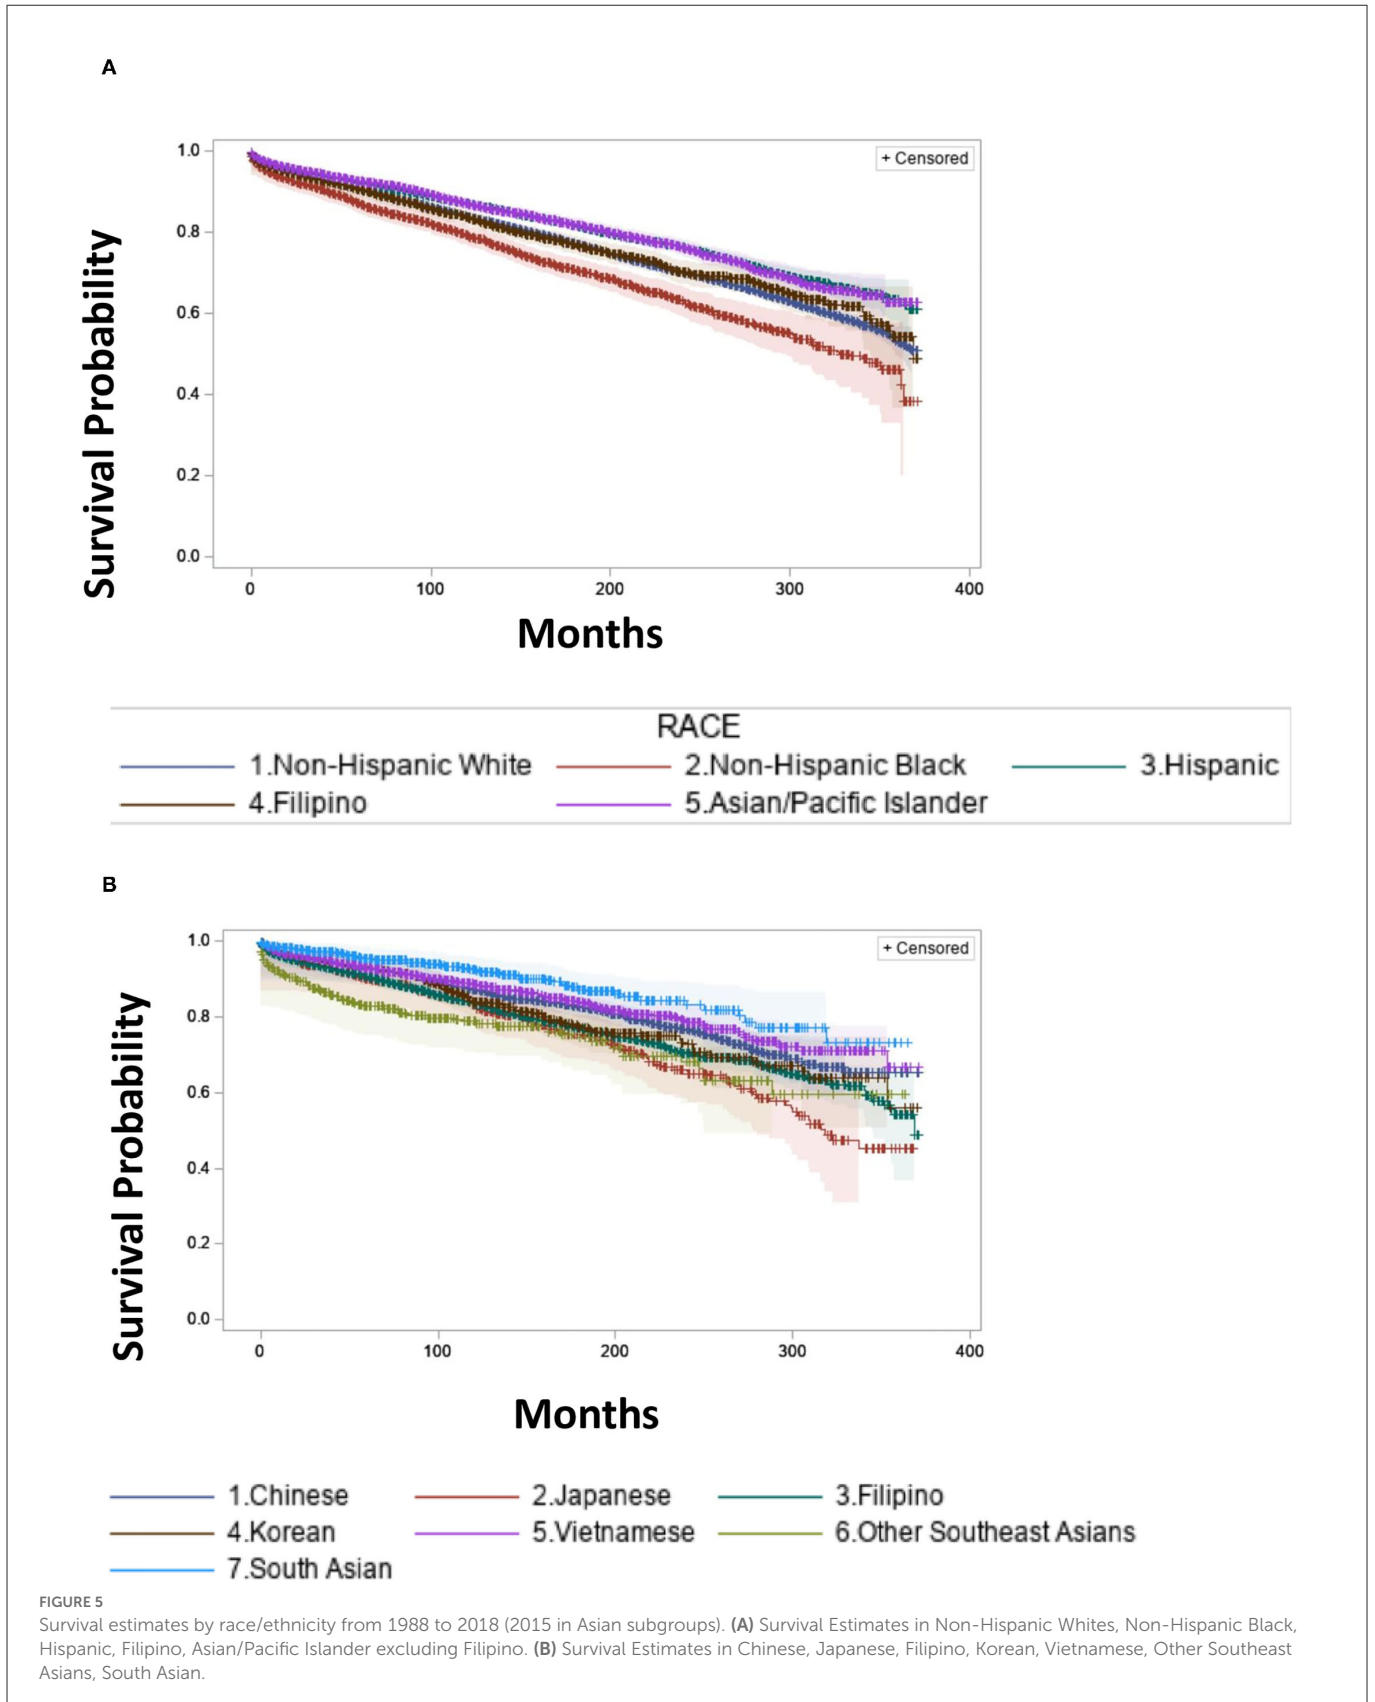 A
1.0
0.8
0.6
0.4
0.2
0.0
+ Censored
Survival Probability
0 100 200 300 400
Months
RACE
1.Non-Hispanic White 2.Non-Hispanic Black 3.Hispanic
4.Filipino 5.Asian/Pacific Islander
B
1.0
0.8
0.6
0.4
0.2
0.0
+ Censored
Survival Probability
0 100 200 300 400
Months
1.Chinese 2.Japanese 3.Filipino
4.Korean 5.Vietnamese 6.Other Southeast Asians
7.South Asian
FIGURE 5
Survival estimates by race/ethnicity from 1988 to 2018 (2015 in Asian subgroups). (A) Survival Estimates in Non-Hispanic Whites, Non-Hispanic Black,
Hispanic, Filipino, Asian/Pacific Islander excluding Filipino. (B) Survival Estimates in Chinese, Japanese, Filipino, Korean, Vietnamese, Other Southeast
Asians, South Asian.